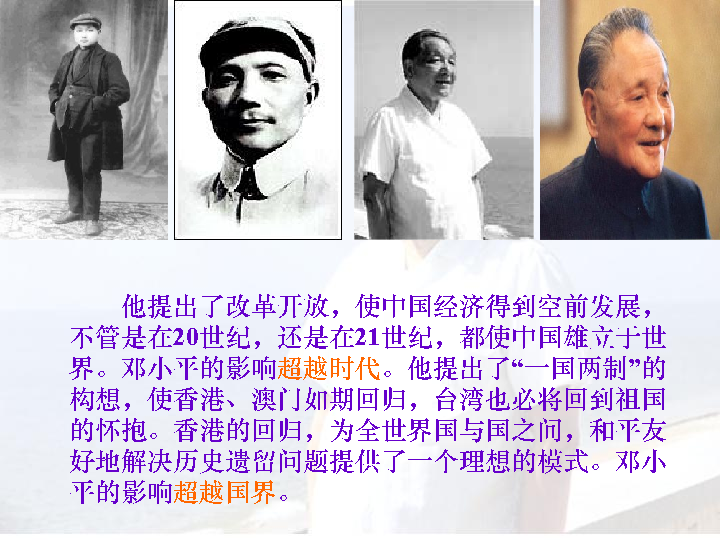 他提出了改革开放，使中国经济得到空前发展，
不管是在20世纪，还是在21世纪，都使中国雄立于世
界。邓小平的影响超越时代。他提出了“一国两制”的
构想，使香港、澳门如期回归，台湾也必将回到祖国
的怀抱。香港的回归，为全世界国与国之间，和平友
好地解决历史遗留问题提供了一个理想的模式。邓小
平的影响超越国界。